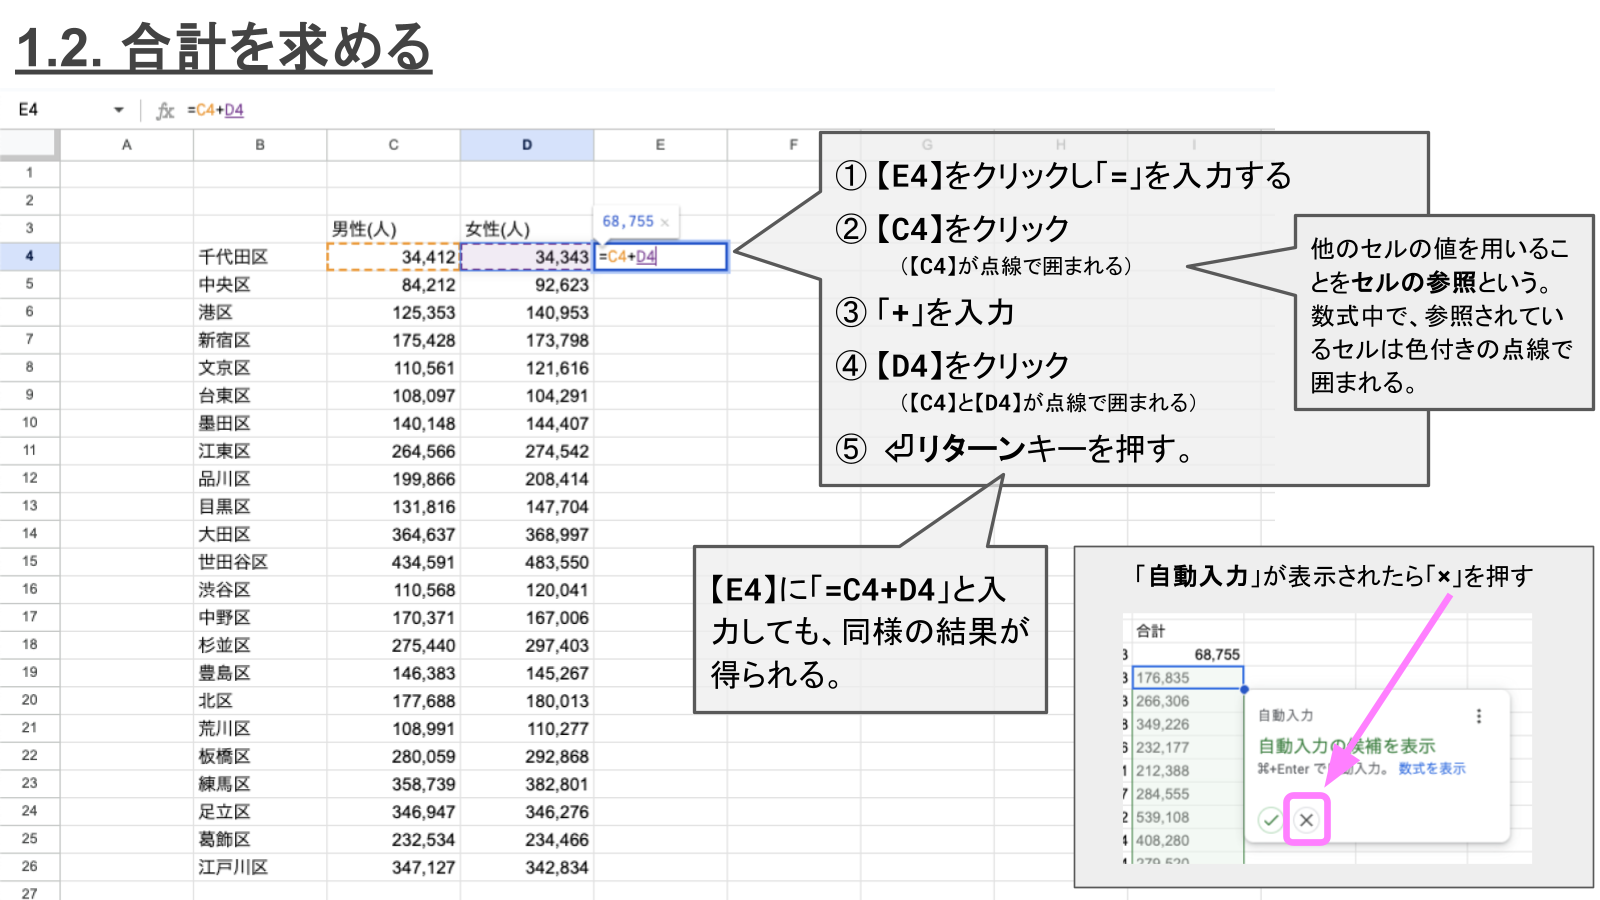 1.2. 合計を求める
E4 fx =C4+D4
A B C D E F G H I
1
2
3 男性(人) 女性(人) 68,755 ×
4 千代田区 34,412 34,343 =C4+D4
5 中央区 84,212 92,623
6 港区 125,353 140,953
7 新宿区 175,428 173,798
8 文京区 110,561 121,616
9 台東区 108,097 104,291
10 墨田区 140,148 144,407
11 江東区 264,566 274,542
12 品川区 199,866 208,414
13 目黒区 131,816 147,704
14 大田区 364,637 368,997
15 世田谷区 434,591 483,550
16 渋谷区 110,568 120,041
17 中野区 170,371 167,006
18 杉並区 275,440 297,403
19 豊島区 146,383 145,267
20 北区 177,688 180,013
21 荒川区 108,991 110,277
22 板橋区 280,059 292,868
23 練馬区 358,739 382,801
24 足立区 346,947 346,276
25 葛飾区 232,534 234,466
26 江戸川区 347,127 342,834
27
① 【E4】をクリックし「=」を入力する
② 【C4】をクリック
（【C4】が点線で囲まれる）
③ 「+」を入力
④ 【D4】をクリック
（【C4】と【D4】が点線で囲まれる）
⑤ ⏎リターンキーを押す。
他のセルの値を用いるこ
とをセルの参照という。
数式中で、参照されてい
るセルは色付きの点線で
囲まれる。
【E4】に「=C4+D4」と入
力しても、同様の結果が
得られる。
「自動入力」が表示されたら「×」を押す
合計
3 68,755
3 176,835
3 266,306
8 349,226
6 232,177
1 212,388
7 284,555
2 539,108
4 408,280
4 279,520
自動入力
自動入力の候補を表示
⌘+Enter で自動入力。 数式を表示